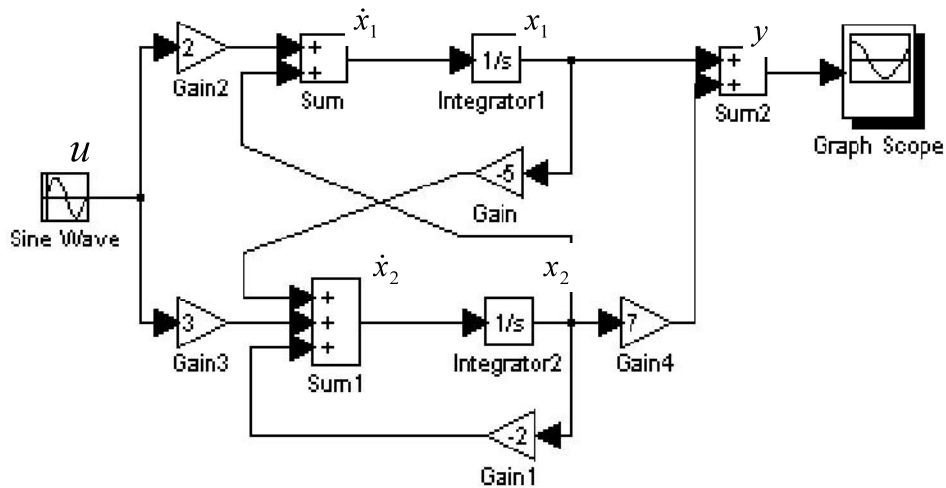 ẋ₁ x₁ y
2 + + 1/s + +
Gain2 Sum Integrator1 Sum2
Graph Scope
u
-5
Gain
Sine Wave
ẋ₂ x₂
3 + + + 1/s 7
Gain3 Sum1 Integrator2 Gain4
-2
Gain1